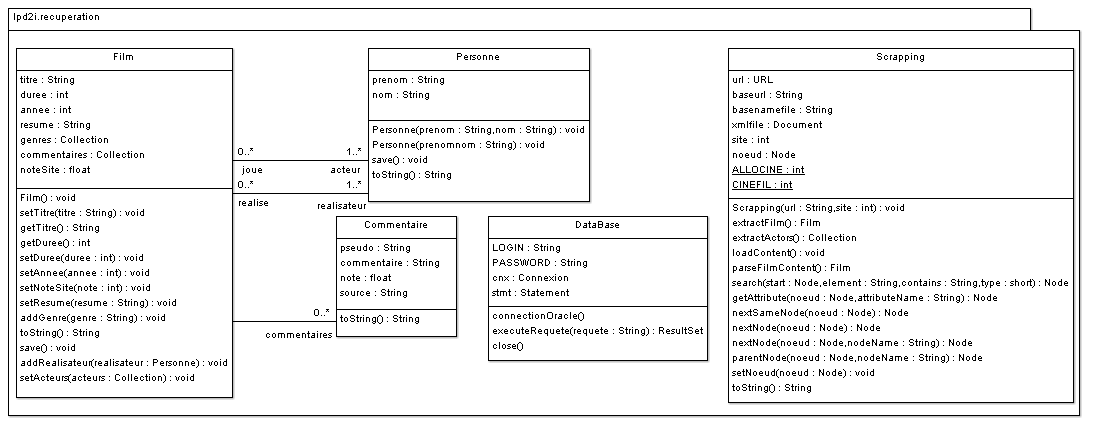 lpd2i.recuperation
Film
titre : String
duree : int
annee : int
resume : String
genres : Collection
commentaires : Collection
noteSite : float
Film() : void
setTitre(titre : String) : void
getTitre() : String
getDuree() : int
setDuree(duree : int) : void
setAnnee(annee : int) : void
setNoteSite(note : int) : void
setResume(resume : String) : void
addGenre(genre : String) : void
toString() : String
save() : void
addRealisateur(realisateur : Personne) : void
setActeurs(acteurs : Collection) : void
0..*
1..*
joue
acteur
0..*
1..*
realise
realisateur
0..*
commentaires
Personne
prenom : String
nom : String
Personne(prenom : String,nom : String) : void
Personne(prenomnom : String) : void
save() : void
toString() : String
Commentaire
pseudo : String
commentaire : String
note : float
source : String
toString() : String
DataBase
LOGIN : String
PASSWORD : String
cnx : Connexion
stmt : Statement
connectionOracle()
executeRequete(requete : String) : ResultSet
close()
Scrapping
url : URL
baseurl : String
basenamefile : String
xmlfile : Document
site : int
noeud : Node
ALLOCINE : int
CINEFIL : int
Scrapping(url : String,site : int) : void
extractFilm() : Film
extractActors() : Collection
loadContent() : void
parseFilmContent() : Film
search(start : Node,element : String,contains : String,type : short) : Node
getAttribute(noeud : Node,attributeName : String) : Node
nextSameNode(noeud : Node) : Node
nextNode(noeud : Node) : Node
nextNode(noeud : Node,nodeName : String) : Node
parentNode(noeud : Node,nodeName : String) : Node
setNoeud(noeud : Node) : void
toString() : String